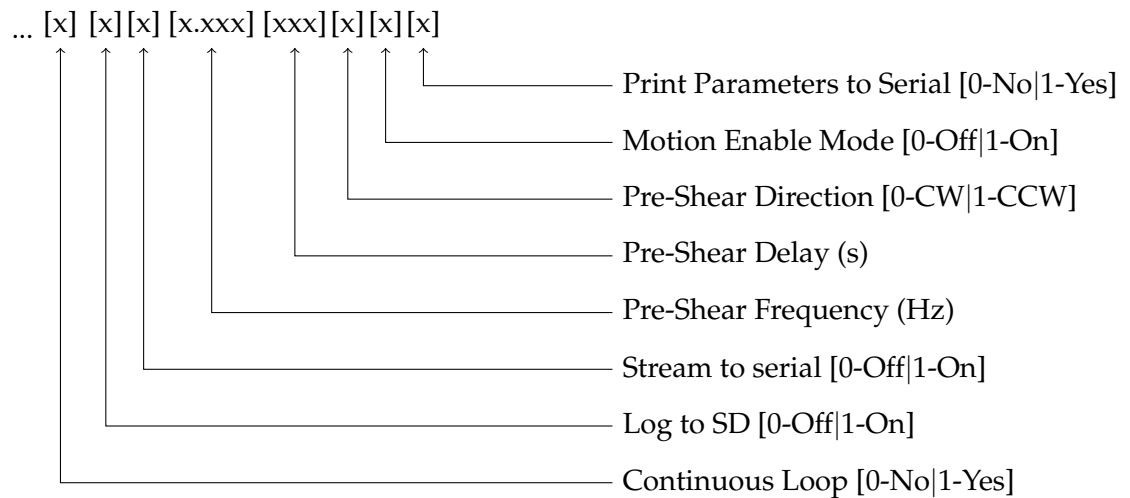 ... [x] [x] [x] [x.xxx] [xxx] [x] [x] [x]
Print Parameters to Serial [0-No|1-Yes]
Motion Enable Mode [0-Off|1-On]
Pre-Shear Direction [0-CW|1-CCW]
Pre-Shear Delay (s)
Pre-Shear Frequency (Hz)
Stream to serial [0-Off|1-On]
Log to SD [0-Off|1-On]
Continuous Loop [0-No|1-Yes]